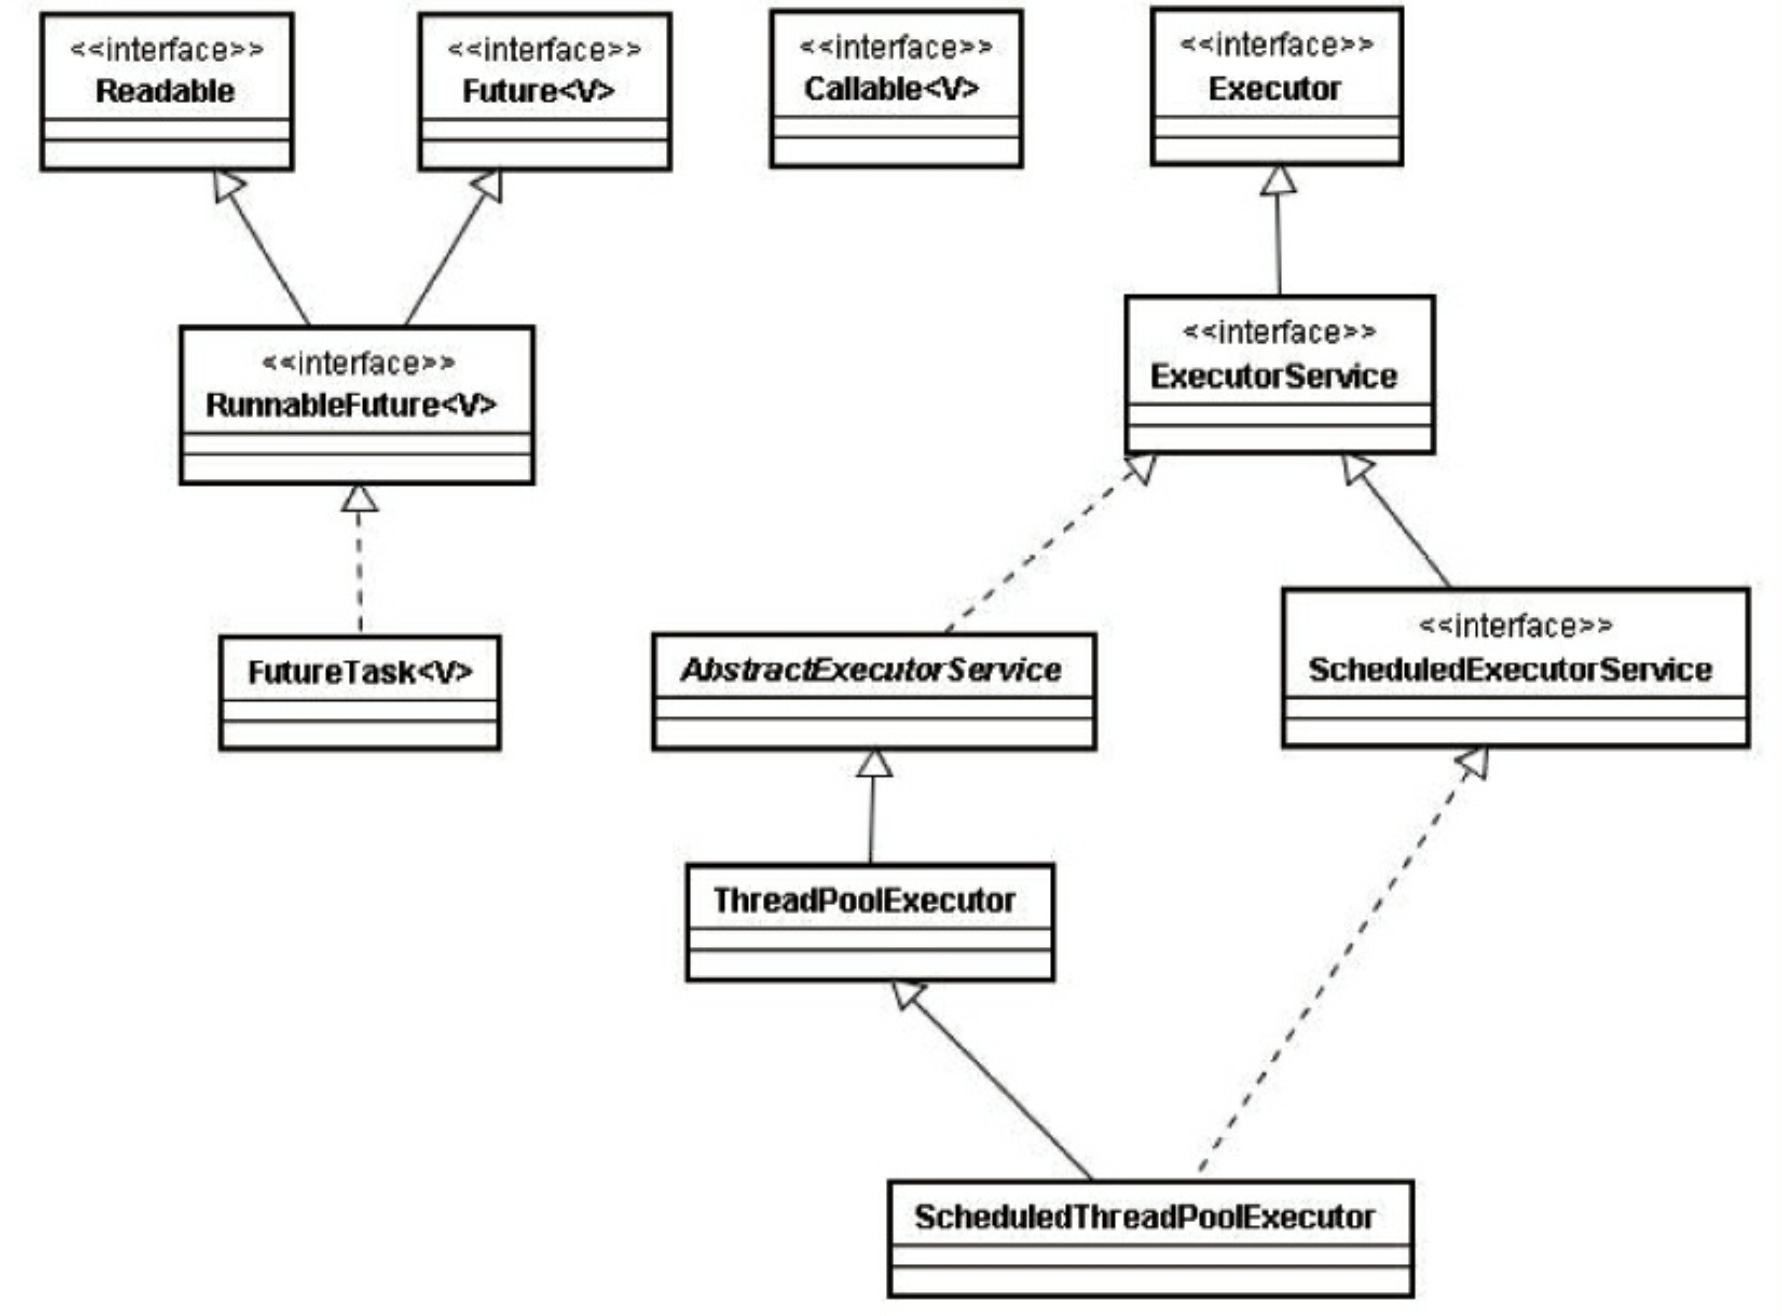 <<interface>>
Readable
<<interface>>
Future<V>
<<interface>>
Callable<V>
<<interface>>
Executor
<<interface>>
RunnableFuture<V>
<<interface>>
ExecutorService
FutureTask<V>
AbstractExecutorService
<<interface>>
ScheduledExecutorService
ThreadPoolExecutor
ScheduledThreadPoolExecutor